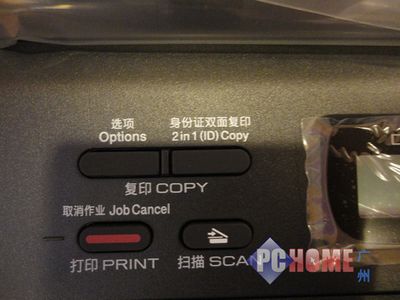 选项
Options
身份证双面复印
2 in 1 (ID) Copy
复印 COPY
取消作业 Job Cancel
打印 PRINT
扫描 SCAN
PCHOME
广州